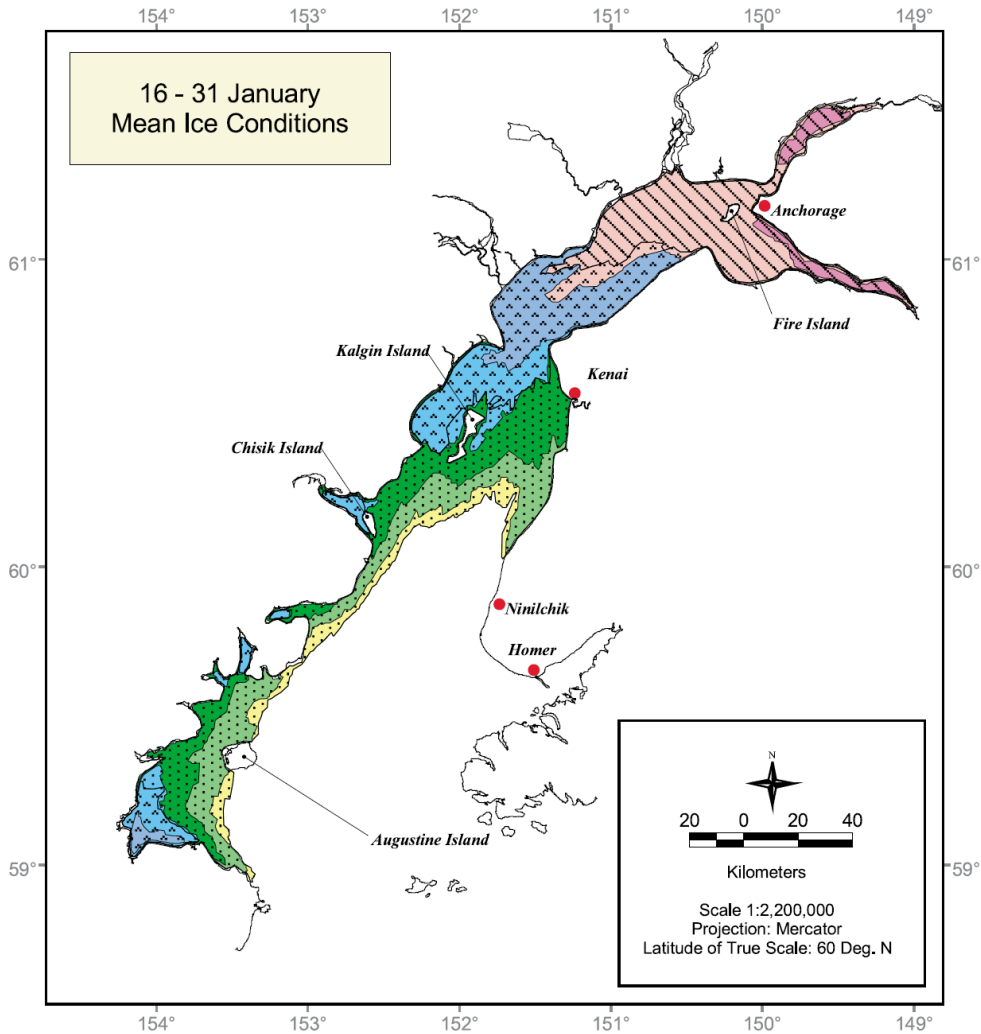 154°
153°
152°
151°
150°
149°
16 - 31 January
Mean Ice Conditions
Anchorage
61°
61°
Fire Island
Kalgin Island
Kenai
Chisik Island
60°
60°
Ninilchik
Homer
N
20 0 20 40
Kilometers
Augustine Island
59°
59°
Scale 1:2,200,000
Projection: Mercator
Latitude of True Scale: 60 Deg. N
154°
153°
152°
151°
150°
149°